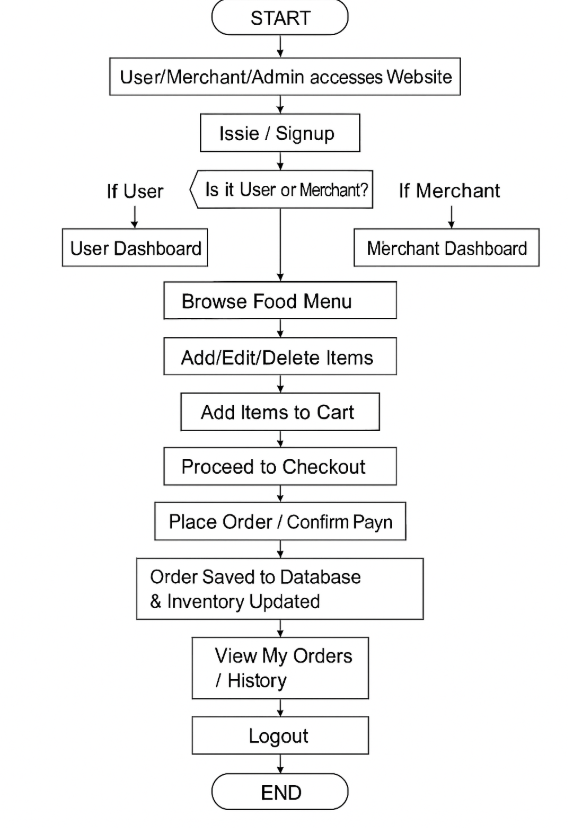 START
User/Merchant/Admin accesses Website
Issie / Signup
If User
Is it User or Merchant?
If Merchant
User Dashboard
Merchant Dashboard
Browse Food Menu
Add/Edit/Delete Items
Add Items to Cart
Proceed to Checkout
Place Order / Confirm Payn
Order Saved to Database
& Inventory Updated
View My Orders
/ History
Logout
END